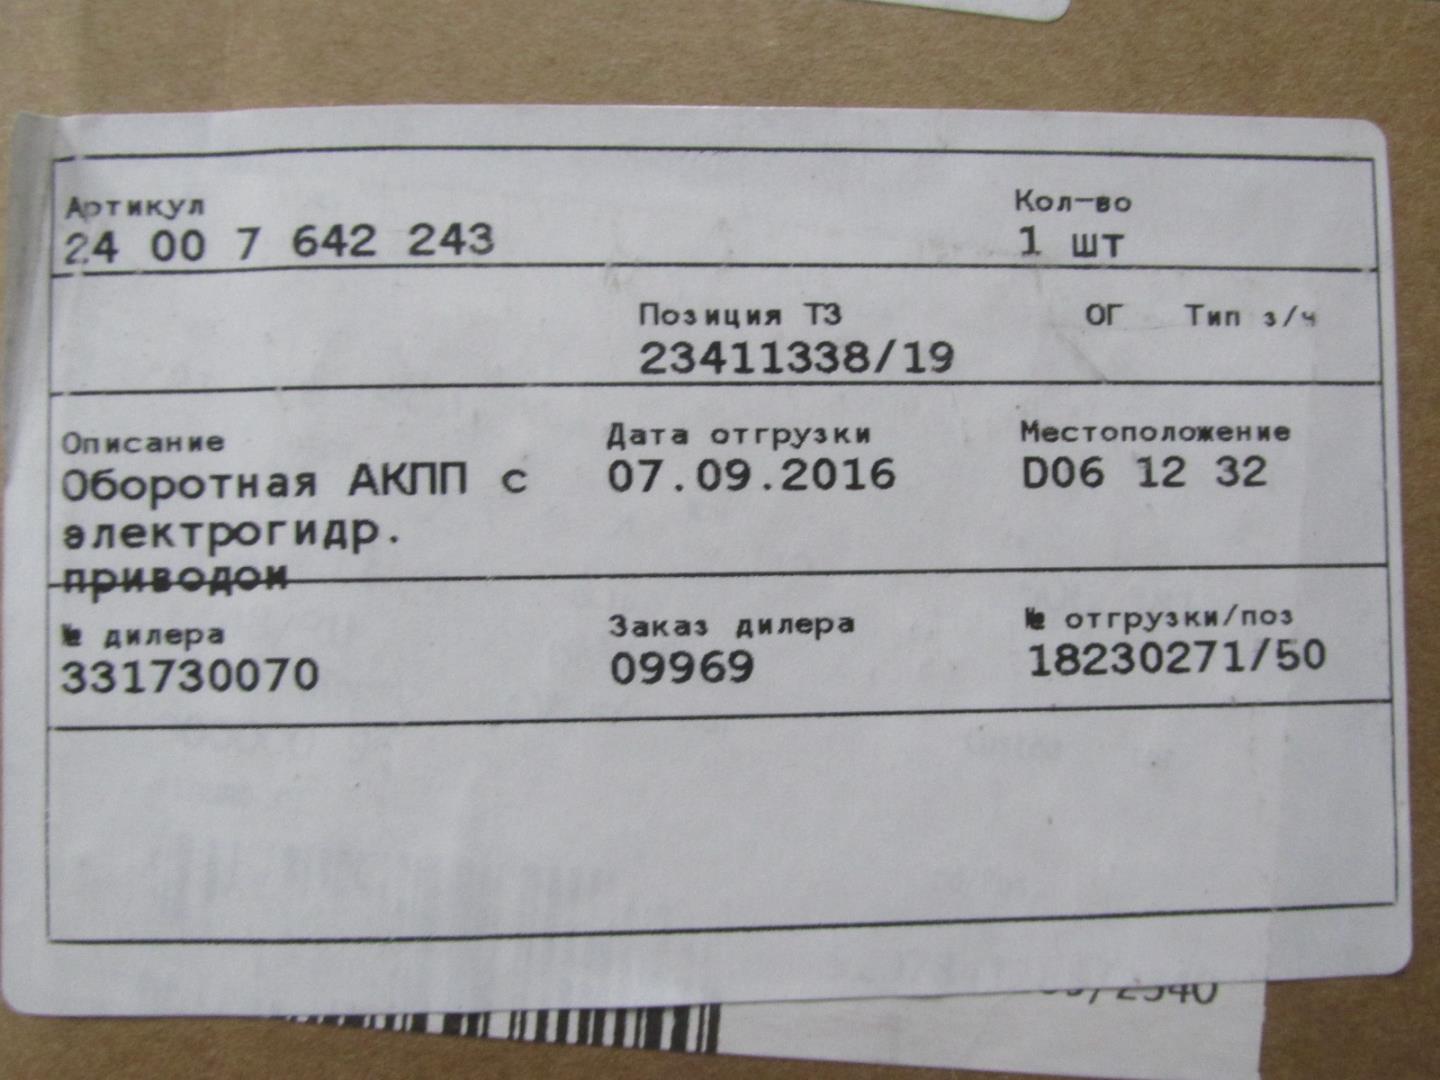 Артикул Кол-во
24 00 7 642 243 1 шт
Позиция ТЗ ОГ Тип з/ч
23411338/19
Описание Дата отгрузки Местоположение
Оборотная АКПП с 07.09.2016 D06 12 32
электрогидр.
приводом
№ дилера Заказ дилера № отгрузки/поз
331730070 09969 18230271/50
/2540